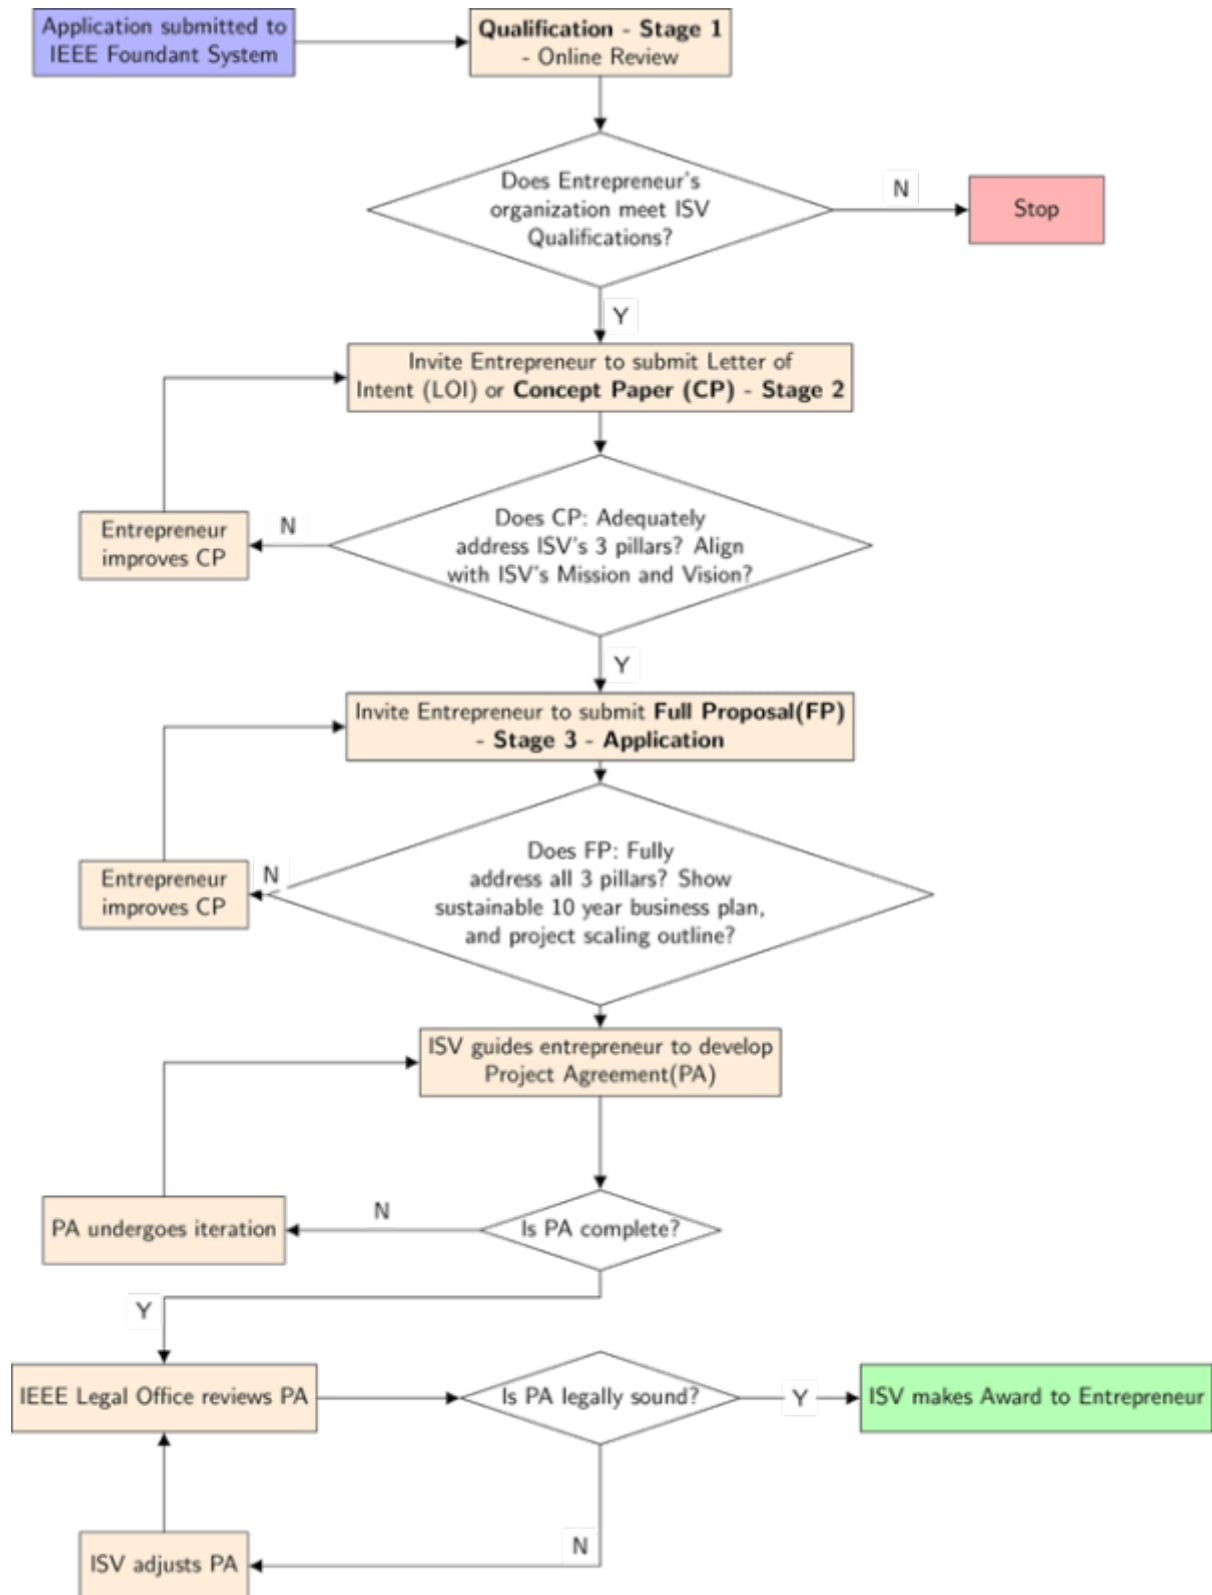 Application submitted to
IEEE Foundant System
Qualification - Stage 1
- Online Review
Does Entrepreneur's
organization meet ISV
Qualifications?
N
Stop
Y
Invite Entrepreneur to submit Letter of
Intent (LOI) or Concept Paper (CP) - Stage 2
Does CP: Adequately
address ISV's 3 pillars? Align
with ISV's Mission and Vision?
N
Entrepreneur
improves CP
Y
Invite Entrepreneur to submit Full Proposal(FP)
- Stage 3 - Application
Does FP: Fully
address all 3 pillars? Show
sustainable 10 year business plan,
and project scaling outline?
N
Entrepreneur
improves CP
ISV guides entrepreneur to develop
Project Agreement(PA)
Is PA complete?
N
PA undergoes iteration
Y
IEEE Legal Office reviews PA
Is PA legally sound?
Y
ISV makes Award to Entrepreneur
N
ISV adjusts PA